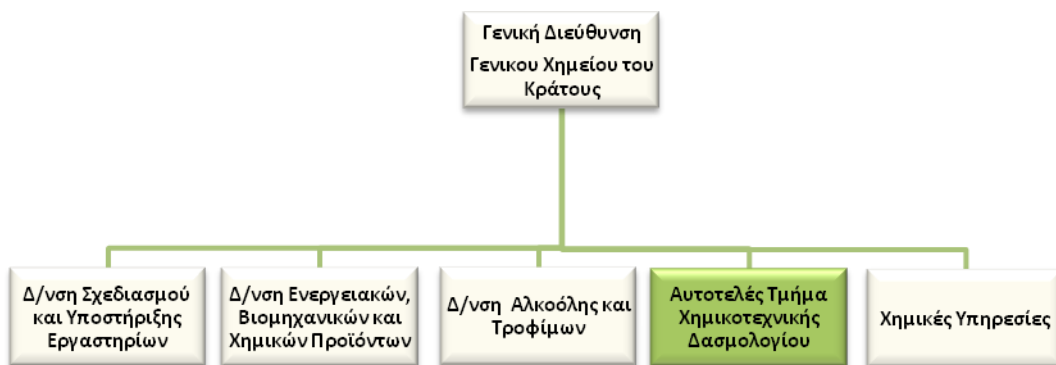 Γενική Διεύθυνση
Γενικου Χημείου του
Κράτους
Δ/νση Σχεδιασμού
και Υποστήριξης
Εργαστηρίων
Δ/νση Ενεργειακών,
Βιομηχανικών και
Χημικών Προϊόντων
Δ/νση Αλκοόλης και
Τροφίμων
Αυτοτελές Τμήμα
Χημικοτεχνικής
Δασμολογίου
Χημικές Υπηρεσίες